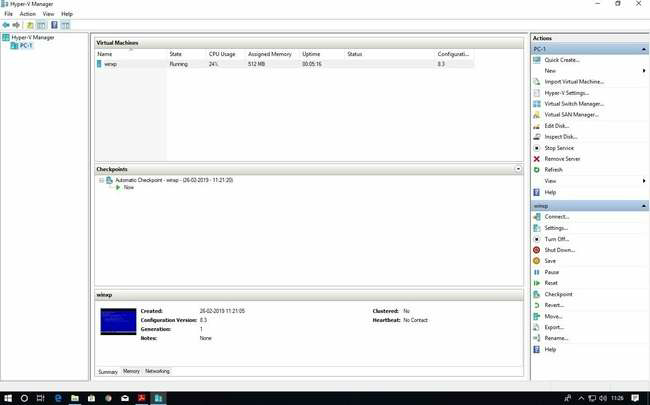 Hyper-V Manager
File Action View Help
Hyper-V Manager
PC-1
Virtual Machines
Name State CPU Usage Assigned Memory Uptime Status Configurati...
winxp Running 24% 512 MB 00:05:16 8.3
Checkpoints
Automatic Checkpoint - winxp - (26-02-2019 - 11:21:20)
Now
winxp
Created: 26-02-2019 11:21:05 Clustered: No
Configuration Version: 8.3 Heartbeat: No Contact
Generation: 1
Notes: None
Summary Memory Networking
Actions
PC-1
Quick Create...
New
Import Virtual Machine...
Hyper-V Settings...
Virtual Switch Manager...
Virtual SAN Manager...
Edit Disk...
Inspect Disk...
Stop Service
Remove Server
Refresh
View
Help
winxp
Connect...
Settings...
Turn Off...
Shut Down...
Save
Pause
Reset
Checkpoint
Revert...
Move...
Export...
Rename...
Help
11:26